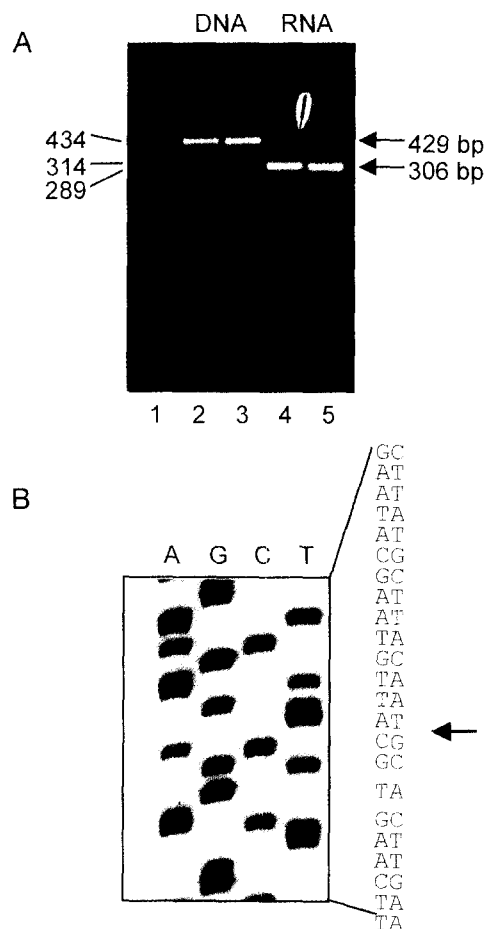 A
DNA RNA
434
314
289
429 bp
306 bp
1 2 3 4 5
B
A G C T
GC
AT
AT
TA
AT
CG
GC
AT
AT
TA
GC
TA
TA
AT
CG
GC
TA
GC
AT
AT
CG
TA
TA